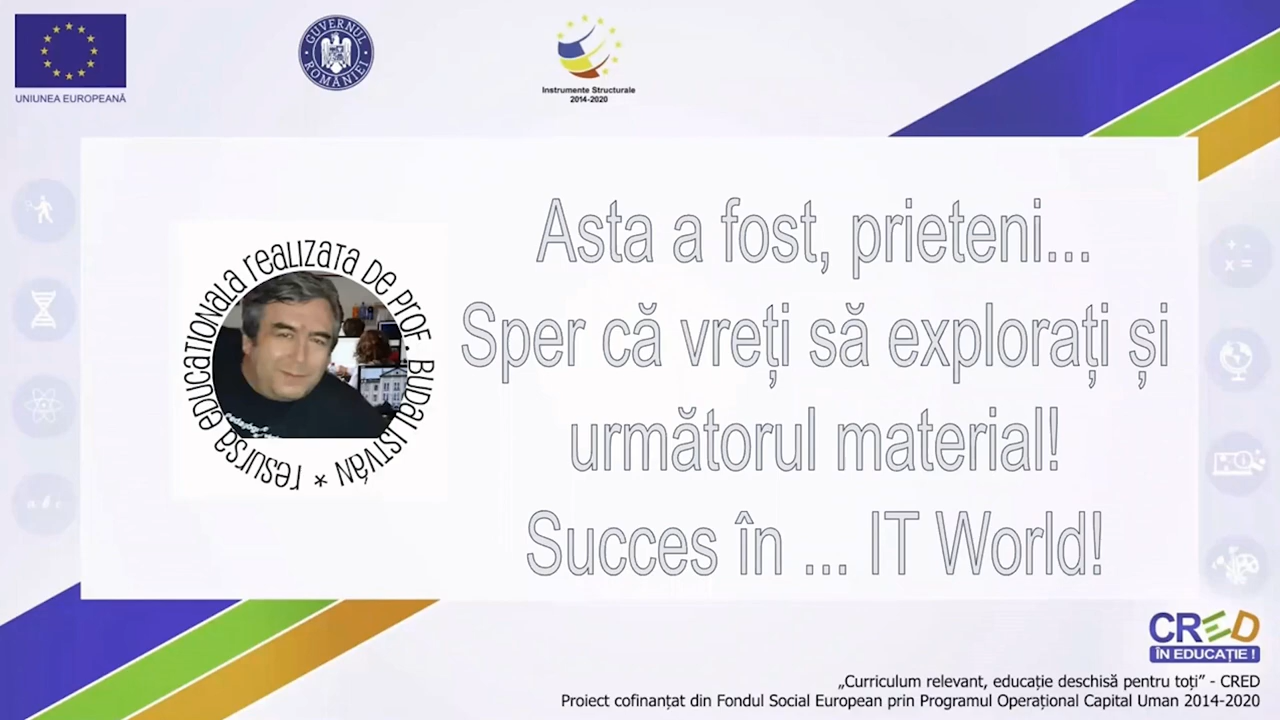 UNIUNEA EUROPEANĂ
GUVERNUL ROMÂNIEI
Instrumente Structurale
2014-2020
resursă educațională realizata de prof. Budai István *
Asta a fost, prieteni...
Sper că vreți să explorați și
următorul material!
Succes în ... IT World!
CRED
ÎN EDUCAȚIE !
„Curriculum relevant, educație deschisă pentru toți” - CRED
Proiect cofinanțat din Fondul Social European prin Programul Operațional Capital Uman 2014-2020